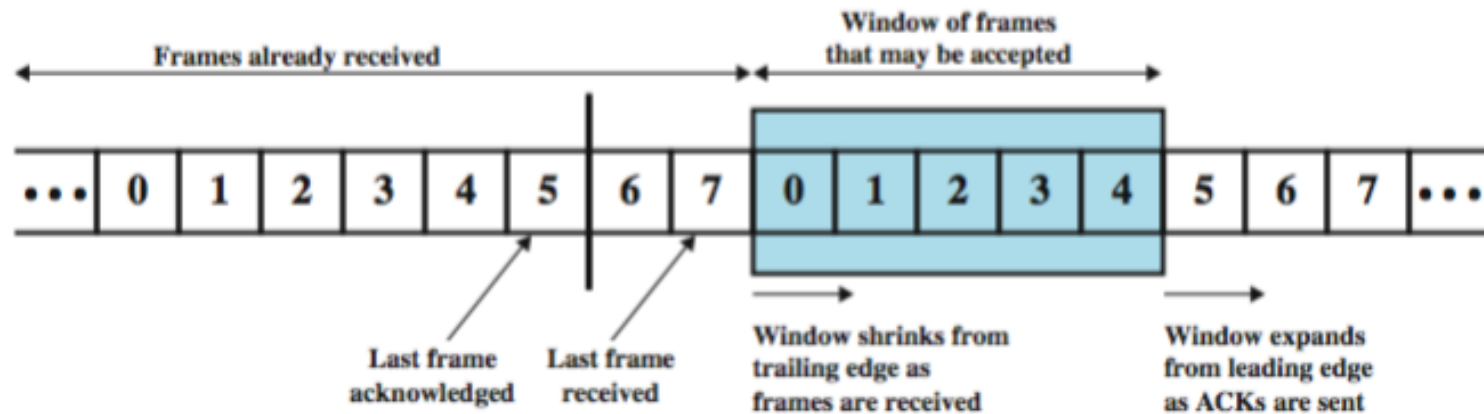 Window of frames
that may be accepted
Frames already received
••• 0 1 2 3 4 5 6 7 0 1 2 3 4 5 6 7 •••
Last frame
acknowledged
Last frame
received
Window shrinks from
trailing edge as
frames are received
Window expands
from leading edge
as ACKs are sent